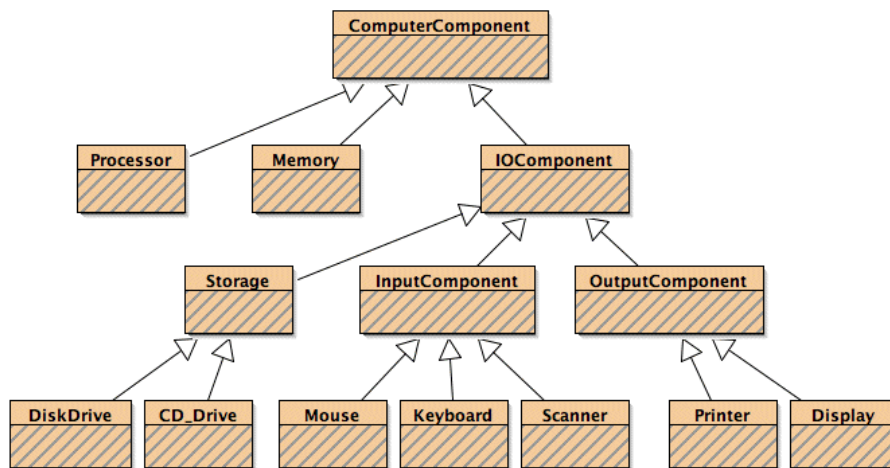 ComputerComponent
Processor
Memory
IOComponent
Storage
InputComponent
OutputComponent
DiskDrive
CD_Drive
Mouse
Keyboard
Scanner
Printer
Display